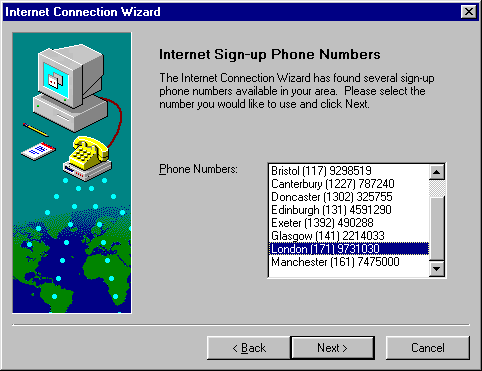 Internet Connection Wizard
Internet Sign-up Phone Numbers
The Internet Connection Wizard has found several sign-up
phone numbers available in your area.  Please select the
number you would like to use and click Next.
Phone Numbers:
Bristol (117) 9298519
Canterbury (1227) 787240
Doncaster (1302) 325755
Edinburgh (131) 4591290
Exeter (1392) 490288
Glasgow (141) 2214033
London (171) 9731030
Manchester (161) 7475000
< Back
Next >
Cancel